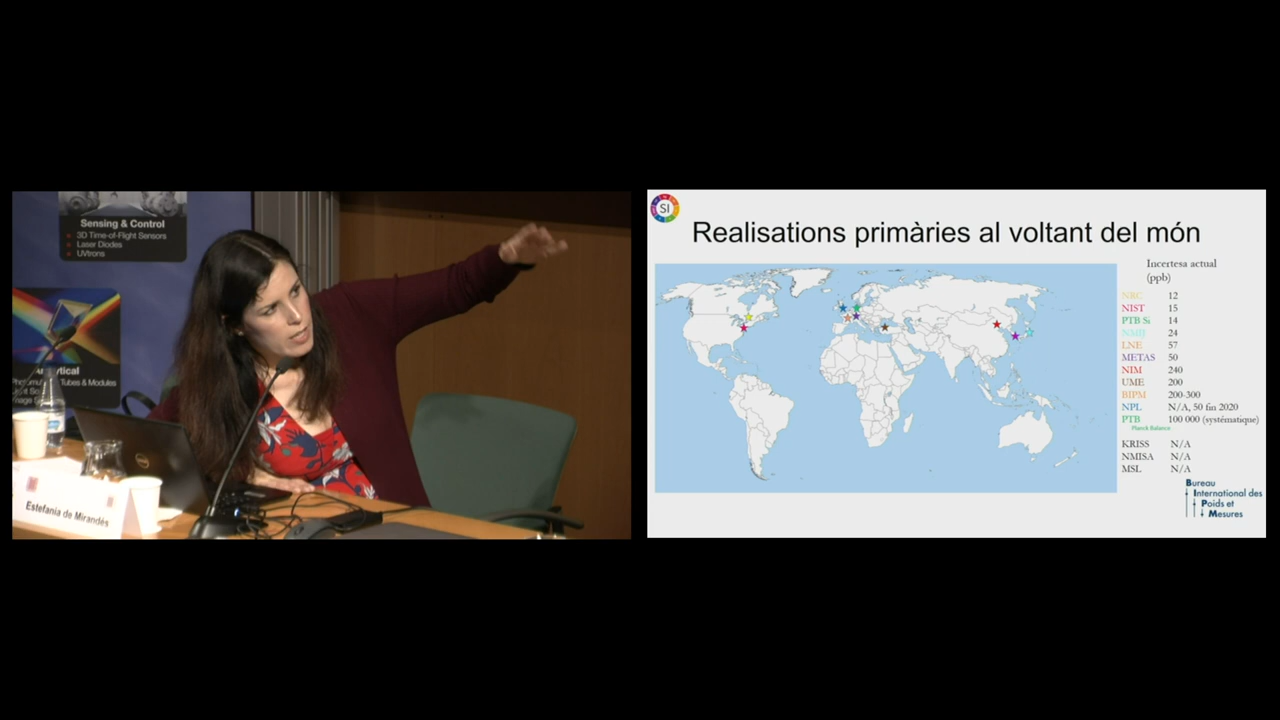 Sensing & Control
3D Time-of-Flight Sensors
Laser Diodes
UVtrons
Estefanía de Mirandés
SI
Realisations primàries al voltant del món
Incertesa actual
(ppb)
NRC 12
NIST 15
PTB Si 14
NMIJ 24
LNE 57
METAS 50
NIM 240
UME 200
BIPM 200-300
NPL N/A, 50 fin 2020
PTB 100 000 (systématique)
Planck Balance
KRISS N/A
NMISA N/A
MSL N/A
Bureau
International des
Poids et
Mesures